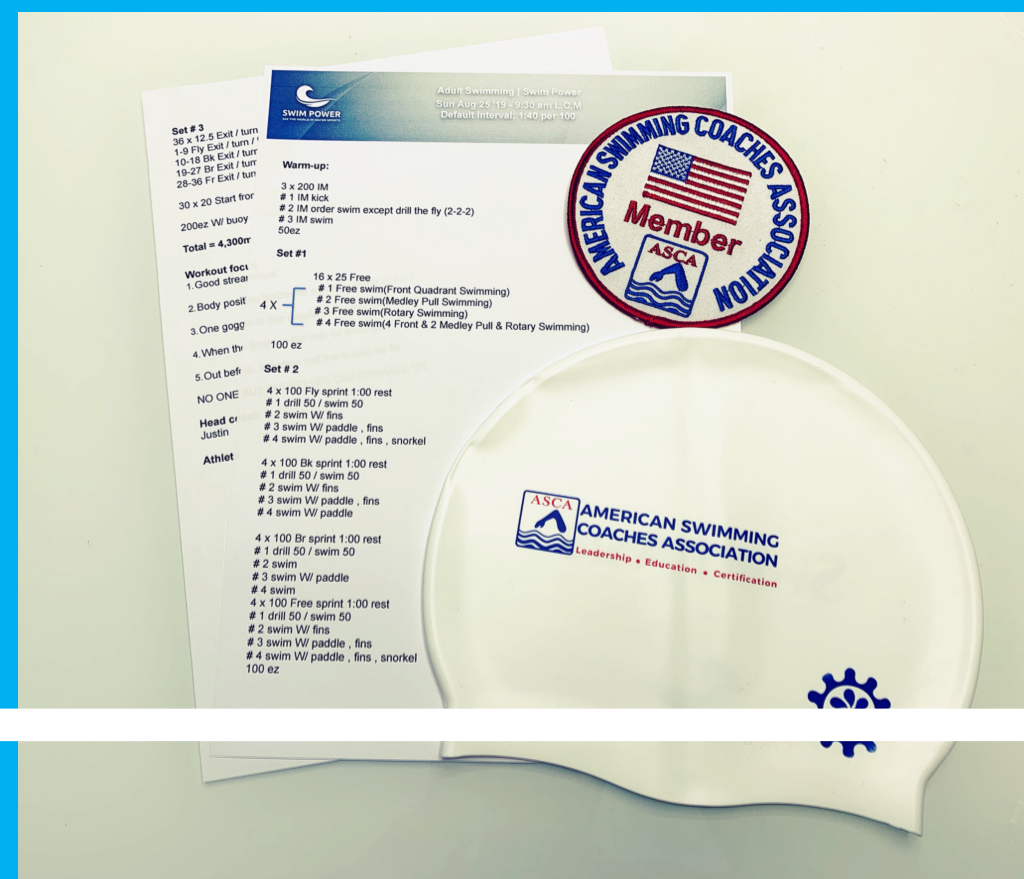 Set # 3
36 x 12.5 Exit / turn
1-9 Fly Exit / turn /
10-18 Bk Exit / turr
19-27 Br Exit / turr
28-36 Fr Exit / tun
30 x 20 Start fror
200ez W/ buoy
Total = 4,300m
Workout focu
1.Good strea
2.Body posit
3.One gogg
4.When the
5.Out befo
NO ONE
Head co
Justin
Athlet
SWIM POWER
Adult Swimming | Swim Power
Sun Aug 25 '19 - 9:30 am L.C.M
Default Interval: 1:40 per 100
Warm-up:
3 x 200 IM
# 1 IM kick
# 2 IM order swim except drill the fly (2-2-2)
# 3 IM swim
50ez
Set #1
16 x 25 Free
4 X
# 1 Free swim(Front Quadrant Swimming)
# 2 Free swim(Medley Pull Swimming)
# 3 Free swim(Rotary Swimming)
# 4 Free swim(4 Front & 2 Medley Pull & Rotary Swimming)
100 ez
Set # 2
4 x 100 Fly sprint 1:00 rest
# 1 drill 50 / swim 50
# 2 swim W/ fins
# 3 swim W/ paddle , fins
# 4 swim W/ paddle , fins , snorkel
4 x 100 Bk sprint 1:00 rest
# 1 drill 50 / swim 50
# 2 swim W/ fins
# 3 swim W/ paddle , fins
# 4 swim W/ paddle
4 x 100 Br sprint 1:00 rest
# 1 drill 50 / swim 50
# 2 swim
# 3 swim W/ paddle
# 4 swim
4 x 100 Free sprint 1:00 rest
# 1 drill 50 / swim 50
# 2 swim W/ fins
# 3 swim W/ paddle , fins
# 4 swim W/ paddle , fins , snorkel
100 ez
AMERICAN SWIMMING COACHES ASSOCIATION
Member
ASCA
ASCA
AMERICAN SWIMMING
COACHES ASSOCIATION
Leadership • Education • Certification